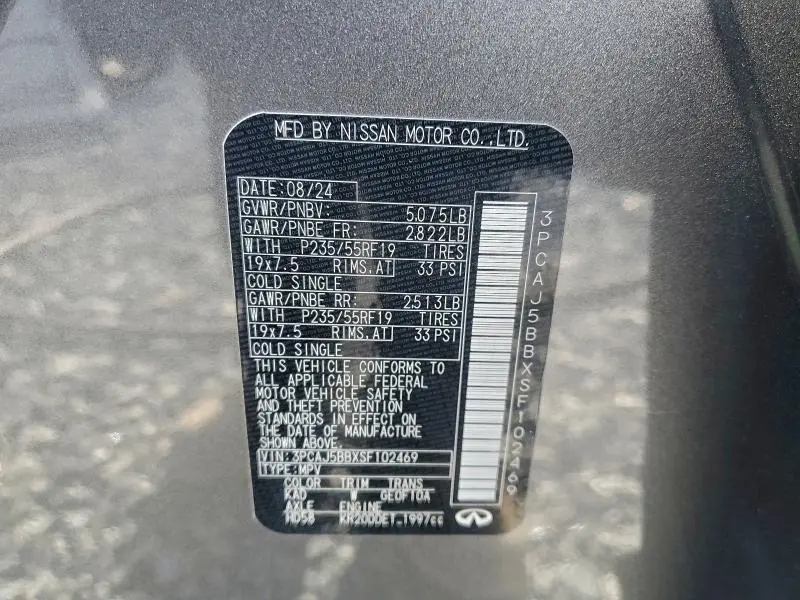 MFD BY NISSAN MOTOR CO.,LTD.
DATE:08/24
GVWR/PNBV: 5,075LB
GAWR/PNBE FR: 2,822LB
WITH P235/55RF19 TIRES
19x7.5 RIMS.AT 33 PSI
COLD SINGLE
GAWR/PNBE RR: 2,513LB
WITH P235/55RF19 TIRES
19x7.5 RIMS.AT 33 PSI
COLD SINGLE
THIS VEHICLE CONFORMS TO
ALL APPLICABLE FEDERAL
MOTOR VEHICLE SAFETY
AND THEFT PREVENTION
STANDARDS IN EFFECT ON
THE DATE OF MANUFACTURE
SHOWN ABOVE.
VIN:3PCAJ5BBXSF102469
TYPE:MPV
COLOR TRIM TRANS
KAD W GE0F10A
AXLE ENGINE
HD58 KR20DDET-1997cc
3PCAJ5BBXSF102469